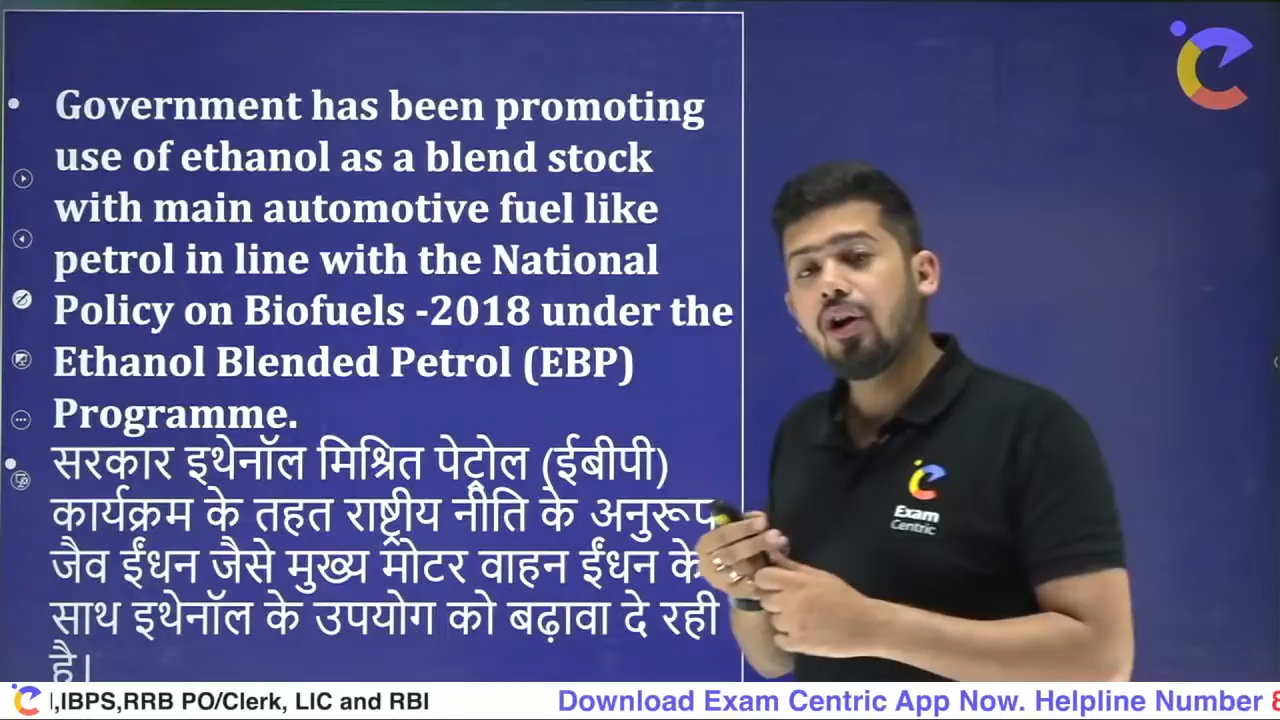 Government has been promoting
use of ethanol as a blend stock
with main automotive fuel like
petrol in line with the National
Policy on Biofuels -2018 under the
Ethanol Blended Petrol (EBP)
Programme.
सरकार इथेनॉल मिश्रित पेट्रोल (ईबीपी)
कार्यक्रम के तहत राष्ट्रीय नीति के अनुरूप
जैव ईंधन जैसे मुख्य मोटर वाहन ईंधन के
साथ इथेनॉल के उपयोग को बढ़ावा दे रही
है।
Exam
Centric
,IBPS,RRB PO/Clerk, LIC and RBI
Download Exam Centric App Now. Helpline Number 8